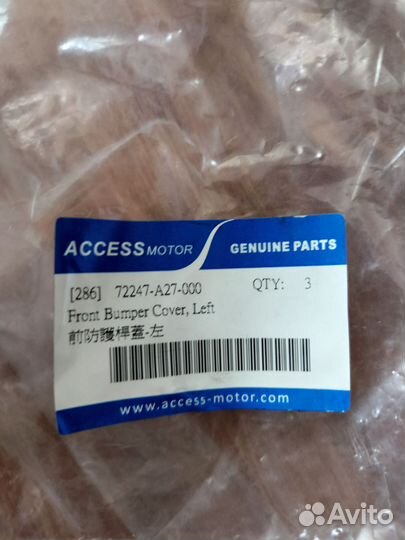 ACCESS MOTOR GENUINE PARTS
[286] 72247-A27-000 QTY: 3
Front Bumper Cover, Left
前防護桿蓋-左
www.access-motor.com
Avito